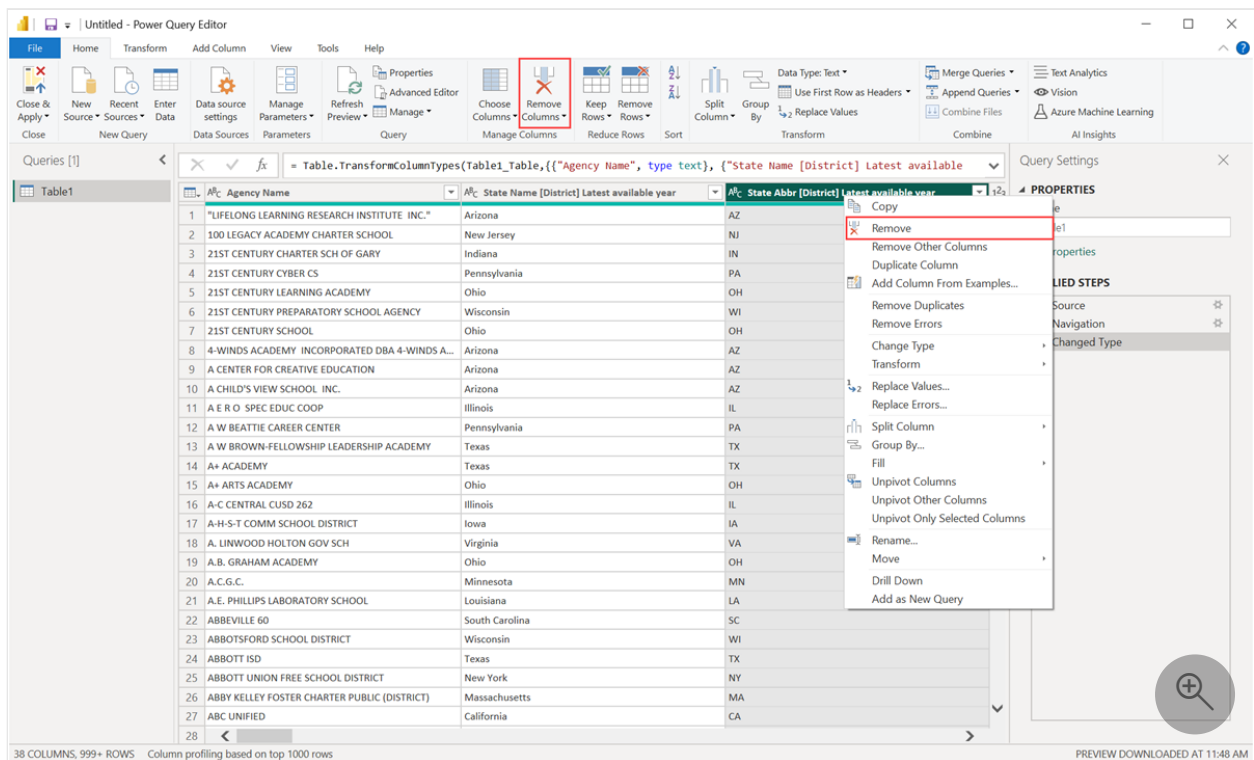 Untitled - Power Query Editor
File Home Transform Add Column View Tools Help
Close & Apply
New Source
Recent Sources
Enter Data
Data source settings
Manage Parameters
Refresh Preview
Properties
Advanced Editor
Manage
Choose Columns
Remove Columns
Keep Rows
Remove Rows
Split Column
Group By
Data Type: Text
Use First Row as Headers
Replace Values
Merge Queries
Append Queries
Combine Files
Text Analytics
Vision
Azure Machine Learning
Close New Query Data Sources Parameters Query Manage Columns Reduce Rows Sort Transform Combine AI Insights
Queries [1]
Table1
fx = Table.TransformColumnTypes(Table1_Table,{{"Agency Name", type text}, {"State Name [District] Latest available
ABC Agency Name ABC State Name [District] Latest available year ABC State Abbr [District] Latest available year 123
1 "LIFELONG LEARNING RESEARCH INSTITUTE INC." Arizona AZ
2 100 LEGACY ACADEMY CHARTER SCHOOL New Jersey NJ
3 21ST CENTURY CHARTER SCH OF GARY Indiana IN
4 21ST CENTURY CYBER CS Pennsylvania PA
5 21ST CENTURY LEARNING ACADEMY Ohio OH
6 21ST CENTURY PREPARATORY SCHOOL AGENCY Wisconsin WI
7 21ST CENTURY SCHOOL Ohio OH
8 4-WINDS ACADEMY INCORPORATED DBA 4-WINDS A... Arizona AZ
9 A CENTER FOR CREATIVE EDUCATION Arizona AZ
10 A CHILD'S VIEW SCHOOL INC. Arizona AZ
11 A E R O SPEC EDUC COOP Illinois IL
12 A W BEATTIE CAREER CENTER Pennsylvania PA
13 A W BROWN-FELLOWSHIP LEADERSHIP ACADEMY Texas TX
14 A+ ACADEMY Texas TX
15 A+ ARTS ACADEMY Ohio OH
16 A-C CENTRAL CUSD 262 Illinois IL
17 A-H-S-T COMM SCHOOL DISTRICT Iowa IA
18 A. LINWOOD HOLTON GOV SCH Virginia VA
19 A.B. GRAHAM ACADEMY Ohio OH
20 A.C.G.C. Minnesota MN
21 A.E. PHILLIPS LABORATORY SCHOOL Louisiana LA
22 ABBEVILLE 60 South Carolina SC
23 ABBOTSFORD SCHOOL DISTRICT Wisconsin WI
24 ABBOTT ISD Texas TX
25 ABBOTT UNION FREE SCHOOL DISTRICT New York NY
26 ABBY KELLEY FOSTER CHARTER PUBLIC (DISTRICT) Massachusetts MA
27 ABC UNIFIED California CA
28
Copy
Remove
Remove Other Columns
Duplicate Column
Add Column From Examples...
Remove Duplicates
Remove Errors
Change Type
Transform
Replace Values...
Replace Errors...
Split Column
Group By...
Fill
Unpivot Columns
Unpivot Other Columns
Unpivot Only Selected Columns
Rename...
Move
Drill Down
Add as New Query
Query Settings
PROPERTIES
e
le1
roperties
LIED STEPS
Source
Navigation
Changed Type
38 COLUMNS, 999+ ROWS Column profiling based on top 1000 rows PREVIEW DOWNLOADED AT 11:48 AM